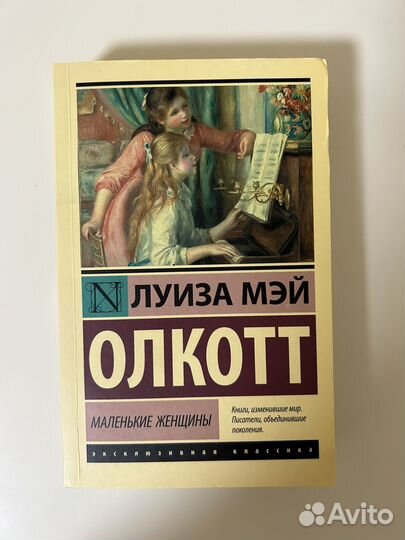 N
ЛУИЗА МЭЙ
ОЛКОТТ
МАЛЕНЬКИЕ ЖЕНЩИНЫ
Книги, изменившие мир.
Писатели, объединившие
поколения.
эксклюзивная классика
Avito